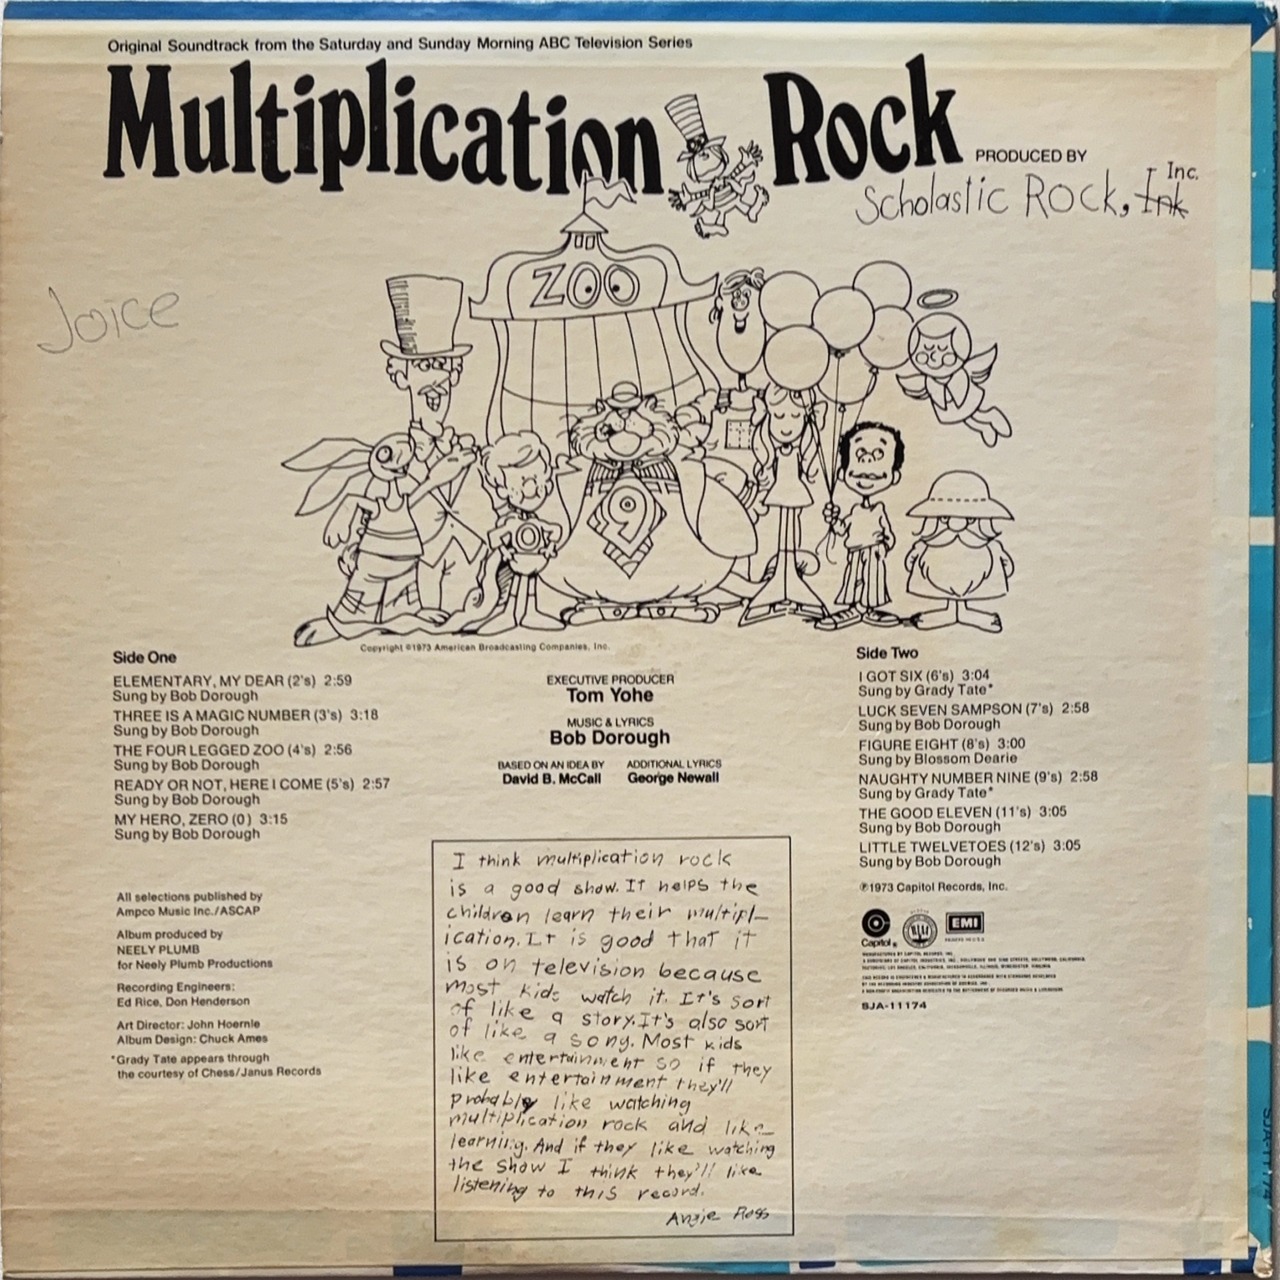 Original Soundtrack from the Saturday and Sunday Morning ABC Television Series
Multiplication Rock
PRODUCED BY
Scholastic Rock, Ink Inc.
Joice
ZOO
0
9
Copyright ©1973 American Broadcasting Companies, Inc.
Side One
ELEMENTARY, MY DEAR (2's) 2:59
Sung by Bob Dorough
THREE IS A MAGIC NUMBER (3's) 3:18
Sung by Bob Dorough
THE FOUR LEGGED ZOO (4's) 2:56
Sung by Bob Dorough
READY OR NOT, HERE I COME (5's) 2:57
Sung by Bob Dorough
MY HERO, ZERO (0) 3:15
Sung by Bob Dorough
All selections published by
Ampco Music Inc./ASCAP
Album produced by
NEELY PLUMB
for Neely Plumb Productions
Recording Engineers:
Ed Rice, Don Henderson
Art Director: John Hoernle
Album Design: Chuck Ames
*Grady Tate appears through
the courtesy of Chess/Janus Records
EXECUTIVE PRODUCER
Tom Yohe
MUSIC & LYRICS
Bob Dorough
BASED ON AN IDEA BY
David B. McCall
ADDITIONAL LYRICS
George Newall
I think multiplication rock
is a good show. It helps the
children learn their multipl-
ication. It is good that it
is on television because
most kids watch it. It's sort
of like a story. It's also sort
of like a song. Most kids
like entertainment so if they
like entertainment they'll
probably like watching
multiplication rock and like
learning. And if they like watching
the show I think they'll like
listening to this record.
Angie Ross
Side Two
I GOT SIX (6's) 3:04
Sung by Grady Tate*
LUCK SEVEN SAMPSON (7's) 2:58
Sung by Bob Dorough
FIGURE EIGHT (8's) 3:00
Sung by Blossom Dearie
NAUGHTY NUMBER NINE (9's) 2:58
Sung by Grady Tate*
THE GOOD ELEVEN (11's) 3:05
Sung by Bob Dorough
LITTLE TWELVETOES (12's) 3:05
Sung by Bob Dorough
℗1973 Capitol Records, Inc.
Capitol®
EMI
SJA-11174
SJA-11174